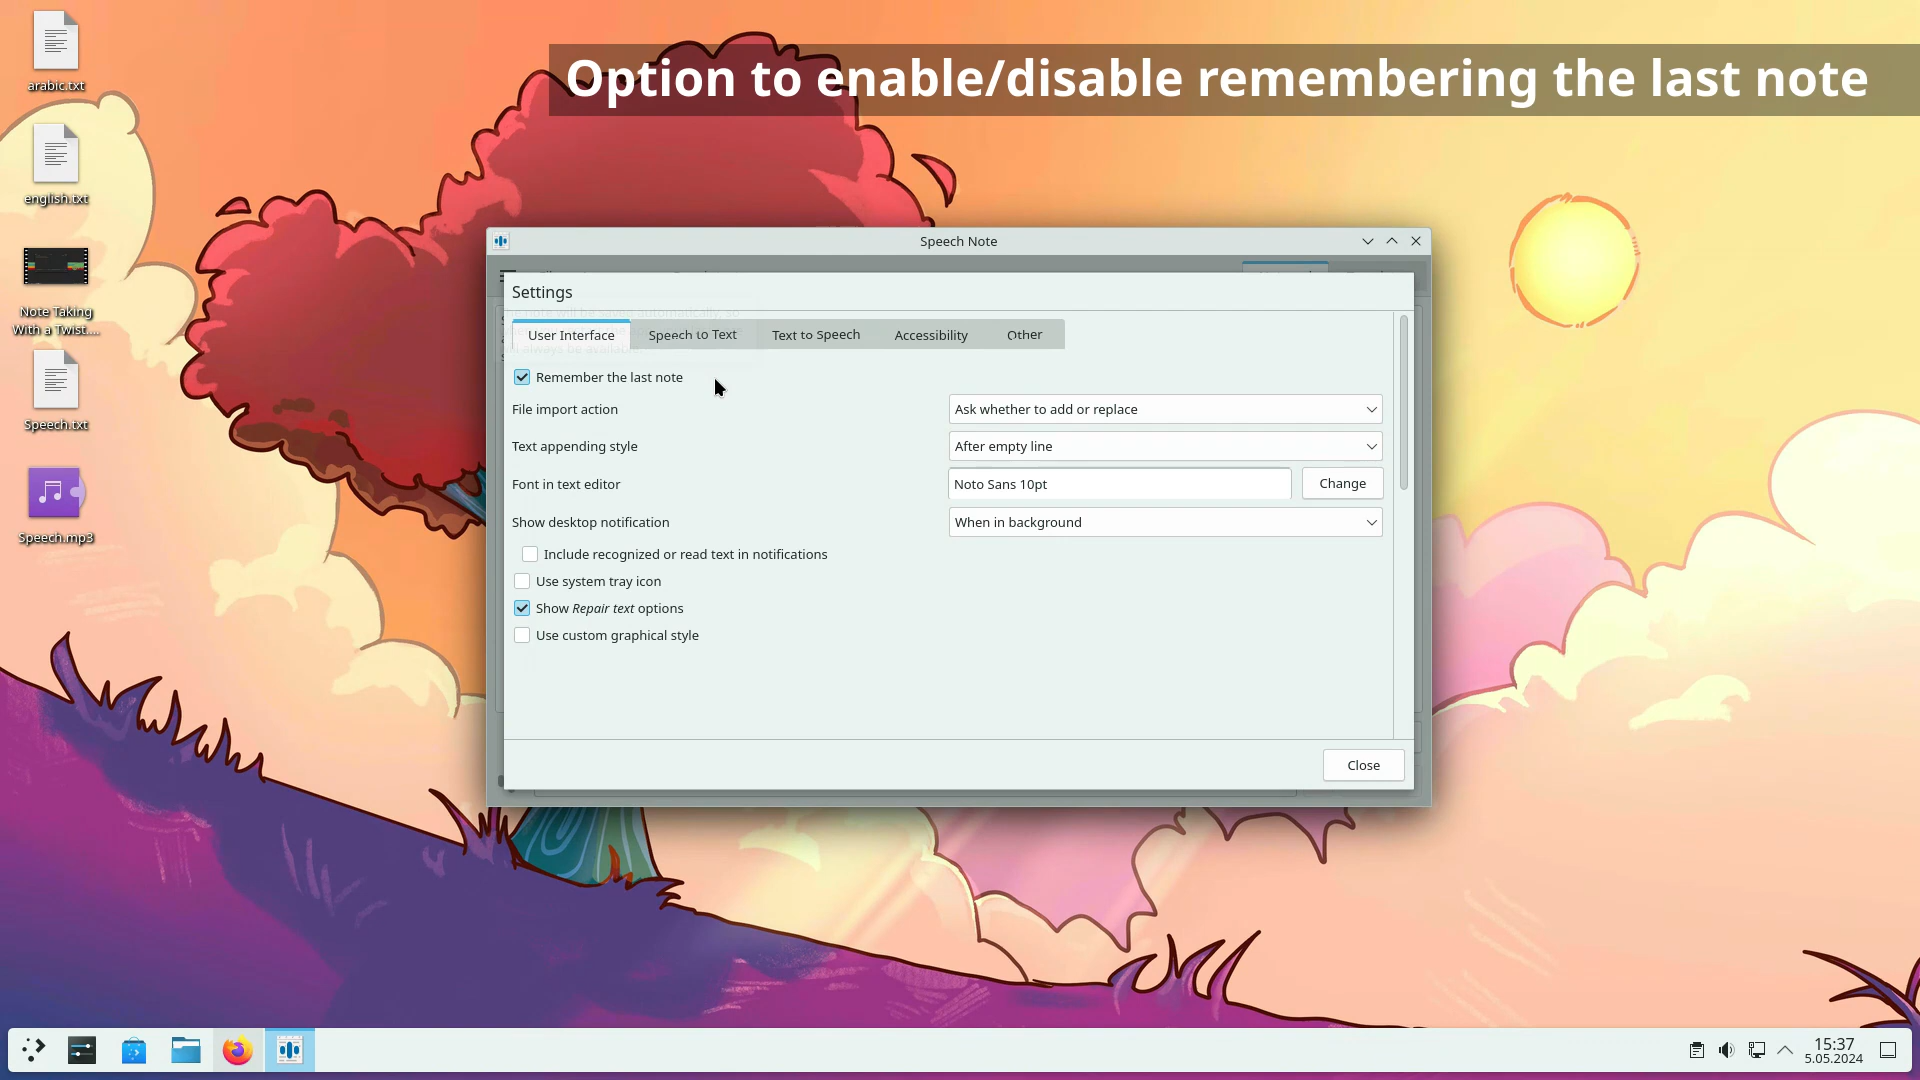 Option to enable/disable remembering the last note
arabic.txt
english.txt
Note Taking
With a Twist....
Speech.txt
Speech.mp3
Speech Note
Settings
User Interface
Speech to Text
Text to Speech
Accessibility
Other
Remember the last note
File import action
Ask whether to add or replace
Text appending style
After empty line
Font in text editor
Noto Sans 10pt
Change
Show desktop notification
When in background
Include recognized or read text in notifications
Use system tray icon
Show Repair text options
Use custom graphical style
Close
15:37
5.05.2024